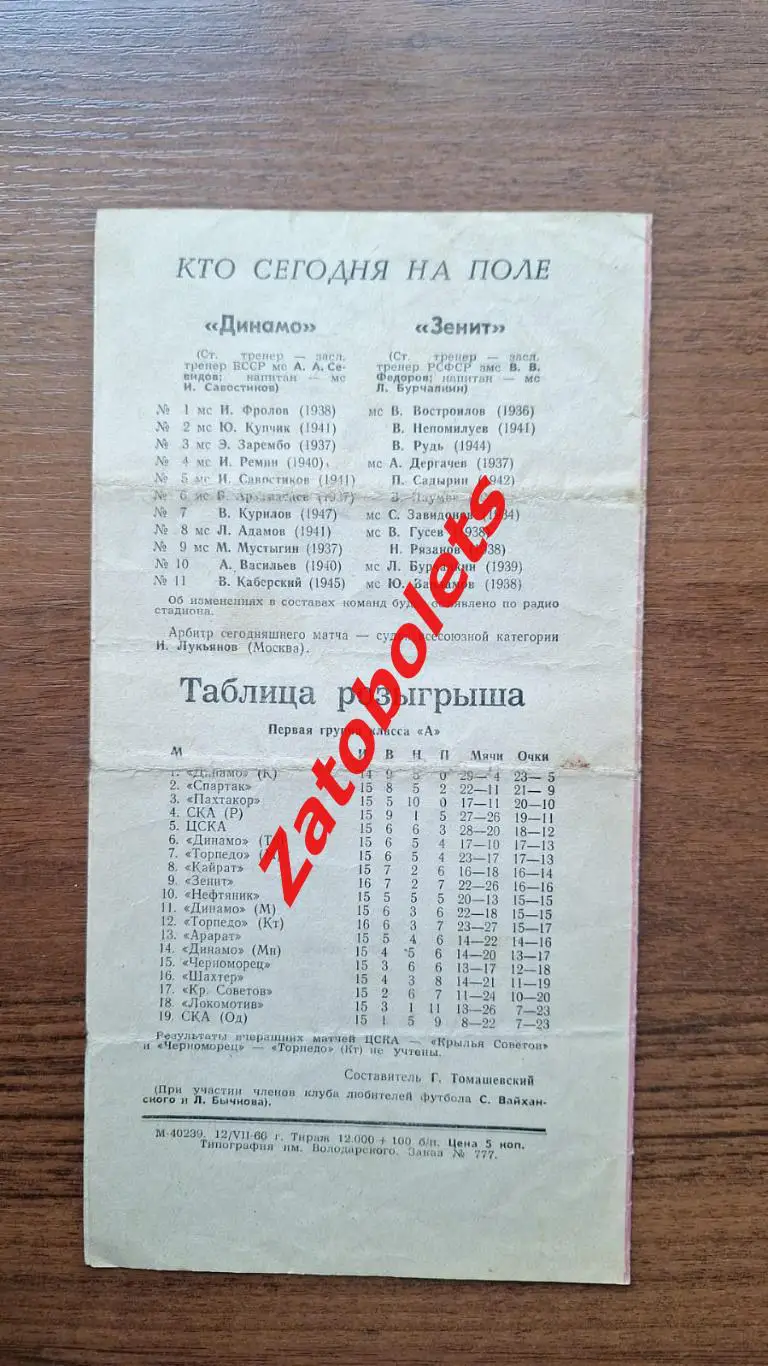 КТО СЕГОДНЯ НА ПОЛЕ
«Динамо» «Зенит»
(Ст. тренер — засл. (Ст. тренер — засл.
тренер БССР мс А. А. Се- тренер РСФСР змс В. В.
видов; капитан — мс Федоров; капитан — мс
И. Савостиков) Л. Бурчалкин)
№ 1 мс И. Фролов (1938) мс В. Востроилов (1936)
№ 2 мс Ю. Купчик (1941) В. Непомилуев (1941)
№ 3 мс Э. Зарембо (1937) В. Рудь (1944)
№ 4 мс И. Ремин (1940) мс А. Дергачев (1937)
№ 5 мс И. Савостиков (1941) П. Садырин (1942)
№ 6 мс (1937) В.
№ 7 В. Курилов (1947) мс С. Завидонов (1934)
№ 8 мс Л. Адамов (1941) мс В. Гусев (1938)
№ 9 мс М. Мустыгин (1937) Н. Рязанов (1938)
№ 10 А. Васильев (1940) мс Л. Бурчалкин (1939)
№ 11 В. Каберский (1945) мс Ю. (1938)
Об изменениях в составах команд будет объявлено по радио
стадиона.
Арбитр сегодняшнего матча — судья всесоюзной категории
И. Лукьянов (Москва).
Таблица розыгрыша
Первая группа класса «А»
М И В Н П Мячи Очки
1. «Динамо» (К) 14 9 5 0 29—4 23—5
2. «Спартак» 15 8 5 2 22—11 21—9
3. «Пахтакор» 15 5 10 0 17—11 20—10
4. СКА (Р) 15 9 1 5 27—26 19—11
5. ЦСКА 15 6 6 3 28—20 18—12
6. «Динамо» 15 6 5 4 17—10 17—13
7. «Торпедо» 15 6 5 4 23—17 17—13
8. «Кайрат» 15 7 2 6 16—18 16—14
9. «Зенит» 16 7 2 7 22—26 16—16
10. «Нефтяник» 15 5 5 5 20—13 15—15
11. «Динамо» (М) 15 6 3 6 22—18 15—15
12. «Торпедо» (Кт) 16 6 3 7 23—27 15—17
13. «Арарат» 15 5 4 6 14—22 14—16
14. «Динамо» (Мн) 15 4 5 6 14—20 13—17
15. «Черноморец» 15 3 6 6 13—17 12—18
16. «Шахтер» 15 4 3 8 14—21 11—19
17. «Кр. Советов» 15 2 6 7 11—24 10—20
18. «Локомотив» 15 3 1 11 13—26 7—23
19. СКА (Од) 15 1 5 9 8—22 7—23
Результаты вчерашних матчей ЦСКА — «Крылья Советов»
и «Черноморец» — «Торпедо» (Кт) не учтены.
Составитель Г. Томашевский
(При участии членов клуба любителей футбола С. Вайхан-
ского и Л. Бычкова).
М-40239. 12/VII-66 г. Тираж 12.000 + 100 б/п. Цена 5 коп.
Типография им. Володарского. Заказ № 777.
Zatobolets